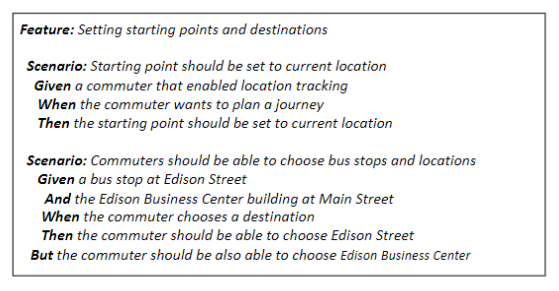 Feature: Setting starting points and destinations
Scenario: Starting point should be set to current location
Given a commuter that enabled location tracking
When the commuter wants to plan a journey
Then the starting point should be set to current location
Scenario: Commuters should be able to choose bus stops and locations
Given a bus stop at Edison Street
And the Edison Business Center building at Main Street
When the commuter chooses a destination
Then the commuter should be able to choose Edison Street
But the commuter should be also able to choose Edison Business Center